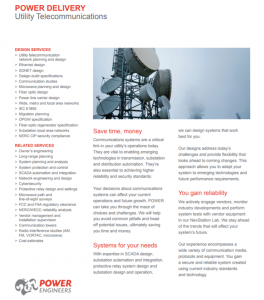 POWER DELIVERY
Utility Telecommunications
DESIGN SERVICES
Utility telecommunication
network planning and design
Ethernet design
SONET design
Design-build specifications
Communication studies
Microwave planning and design
Fiber optic design
Power line carrier design
Wide, metro and local area networks
IEC 61850
Migration planning
OPGW specification
Fiber-optic regenerator specification
Substation local area networks
NERC CIP security compliance
RELATED SERVICES
Owner's engineering
Long-range planning
System planning and analysis
System protection and control
SCADA automation and integration
Network engineering and design
Cybersecurity
Protective relay design and settings
Microwave path and
line-of-sight surveys
FCC and FAA regulatory clearance
NERC/WECC reliability analysis
Vendor management and
installation supervision
Communication towers
Radio interference studies (AM/
FM, VOR/TAC, microwave)
Cost estimates
Save time, money
Communications systems are a critical
link in your utility's operations today.
They are vital to enabling emerging
technologies in transmission, substation
and distribution automation. They're
also essential to achieving higher
reliability and security standards.
Your decisions about communications
systems can affect your current
operations and future growth. POWER
can take you through the maze of
choices and challenges. We will help
you avoid common pitfalls and head
off potential issues, ultimately saving
you time and money.
Systems for your needs
With expertise in SCADA design,
substation automation and integration,
protective relay system design and
substation design and operation,
we can design systems that work
best for you.
Our designs address today's
challenges and provide flexibility that
looks ahead to coming changes. This
approach allows you to adapt your
system to emerging technologies and
future performance requirements.
You gain reliability
We actively engage vendors, monitor
industry developments and perform
system tests with vendor equipment
in our NetStation Lab. We stay ahead
of the trends that will affect your
system's future.
Our experience encompasses a
wide variety of communication media,
protocols and equipment. You gain
a secure and reliable system created
using current industry standards
and technology.
POWER
ENGINEERS